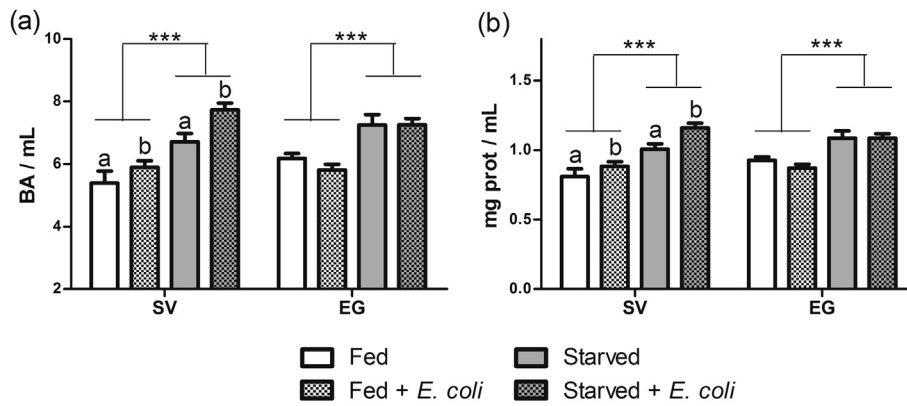 (a)
BA / mL
10
8
6
4
2
***
***
a
b
a
b
SV
EG
(b)
mg prot / mL
1.5
1.0
0.5
0.0
***
***
a
b
a
b
SV
EG
Fed
Starved
Fed + E. coli
Starved + E. coli